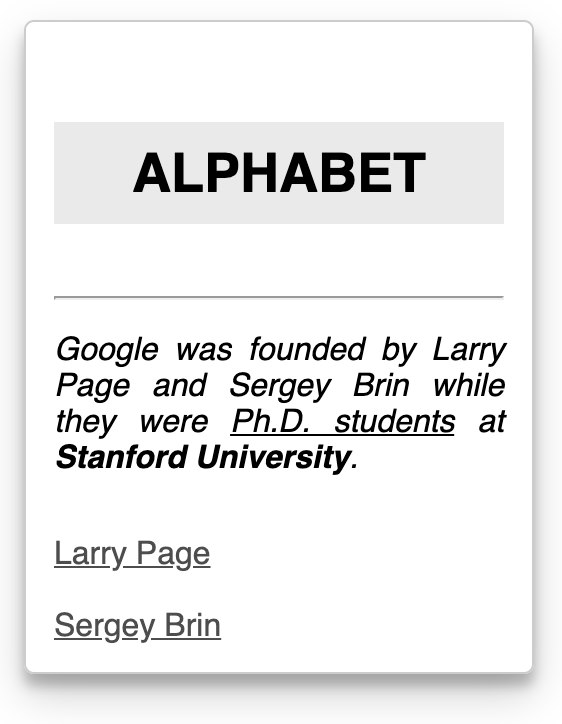 ALPHABET
Google was founded by Larry
Page and Sergey Brin while
they were Ph.D. students at
Stanford University.
Larry Page
Sergey Brin